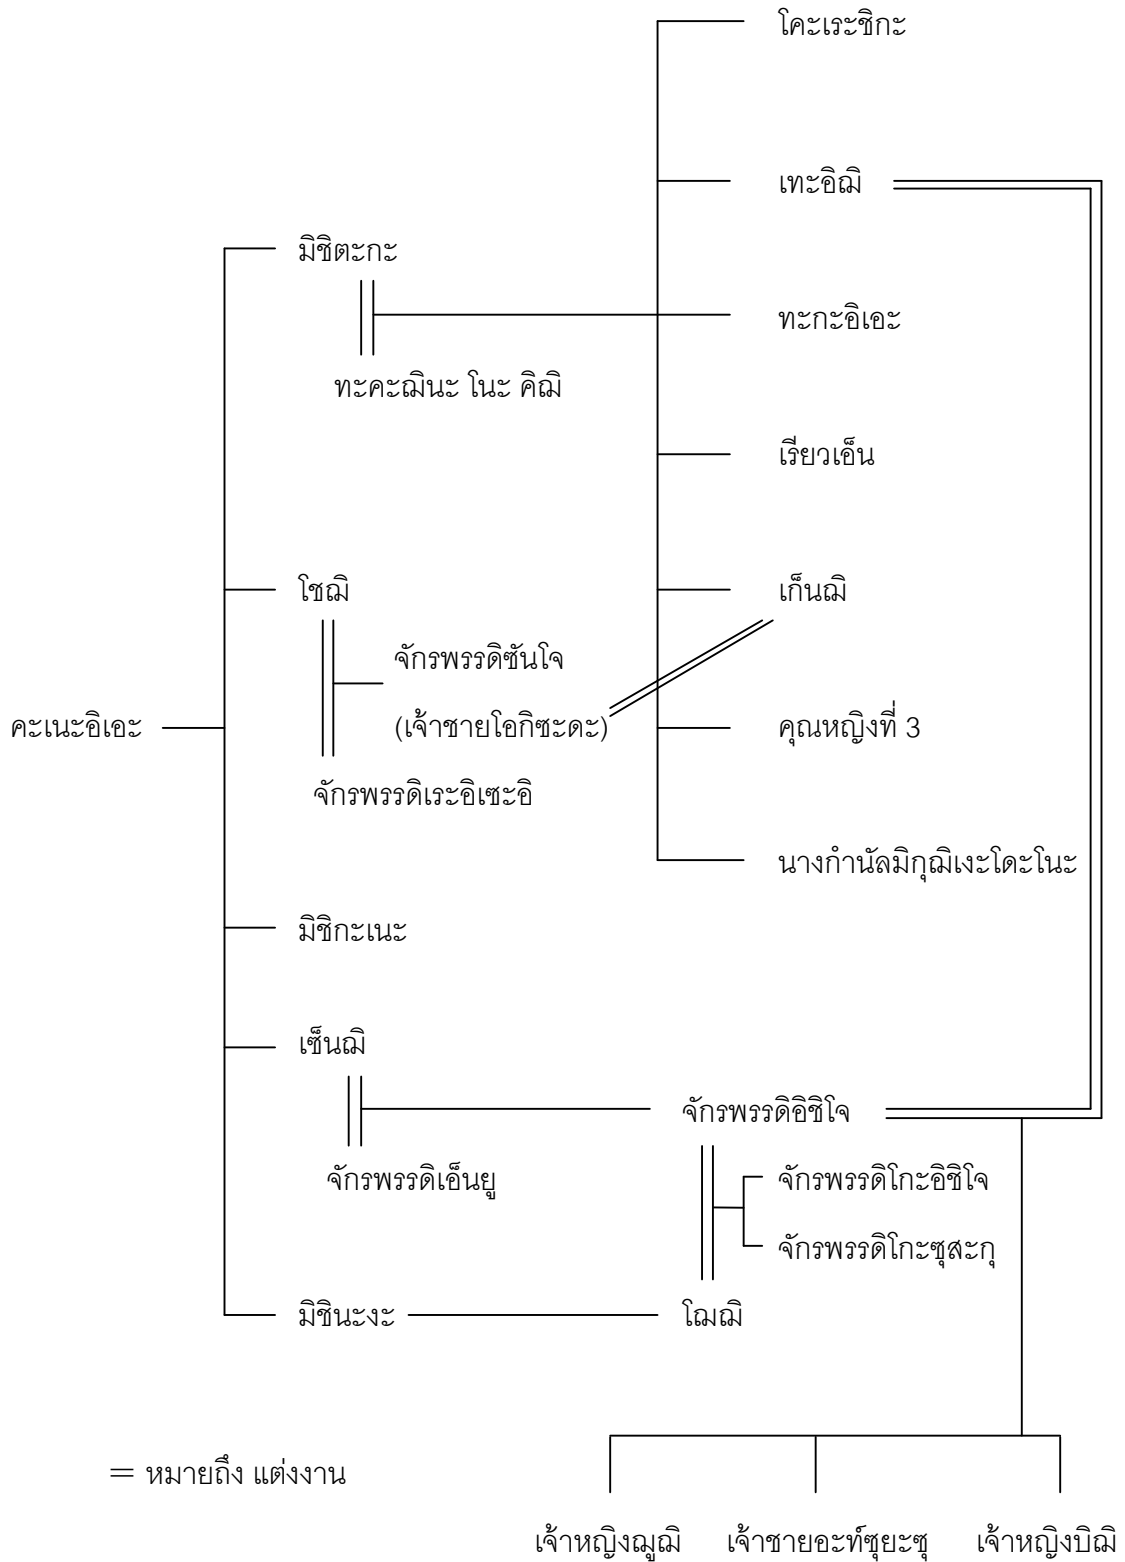 โคะเระชิกะ
เทะอิฌิ
มิชิตะกะ
ทะกะอิเอะ
ทะคะฌินะ โนะ คิฌิ
เรียวเอ็น
โชฌิ
เก็นฌิ
จักรพรรดิซันโจ
คะเนะอิเอะ
(เจ้าชายโอกิซะดะ)
คุณหญิงที่ 3
จักรพรรดิเระอิเซะอิ
นางกำนัลมิกุฌิเงะโดะโนะ
มิชิกะเนะ
เซ็นฌิ
จักรพรรดิอิชิโจ
จักรพรรดิเอ็นยู
จักรพรรดิโกะอิชิโจ
จักรพรรดิโกะซุสะกุ
มิชินะงะ
โฌฌิ
= หมายถึง แต่งงาน
เจ้าหญิงฌูฌิ
เจ้าชายอะท์ซุยะซุ
เจ้าหญิงบิฌิ